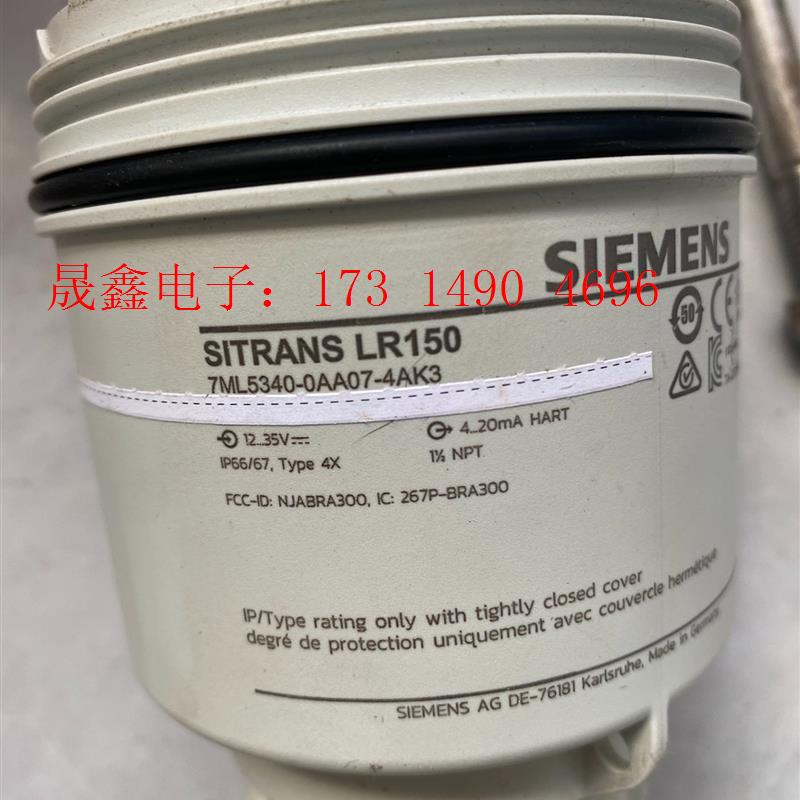 SIEMENS
晟鑫电子：173 1490 4696
50
CE
SITRANS LR150
7ML5340-0AA07-4AK3
12...35V
4...20mA HART
IP66/67, Type 4X
1½ NPT
FCC-ID: NJABRA300, IC: 267P-BRA300
IP/Type rating only with tightly closed cover
degré de protection uniquement avec couvercle hermétique
SIEMENS AG DE-76181 Karlsruhe, Made in Germany